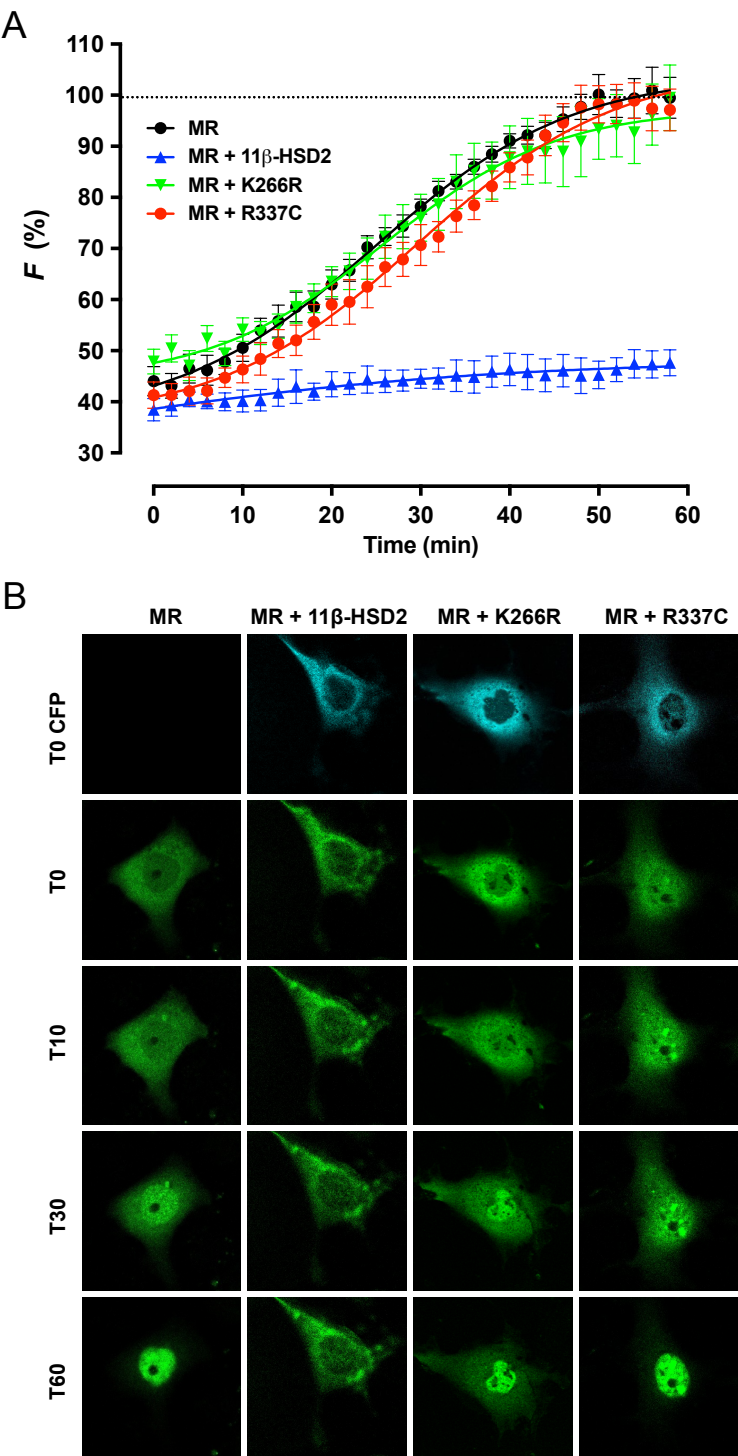 A
F (%)
110
100
90
80
70
60
50
40
30
MR
MR + 11β-HSD2
MR + K266R
MR + R337C
0 10 20 30 40 50 60
Time (min)
B
MR MR + 11β-HSD2 MR + K266R MR + R337C
T0 CFP
T0
T10
T30
T60